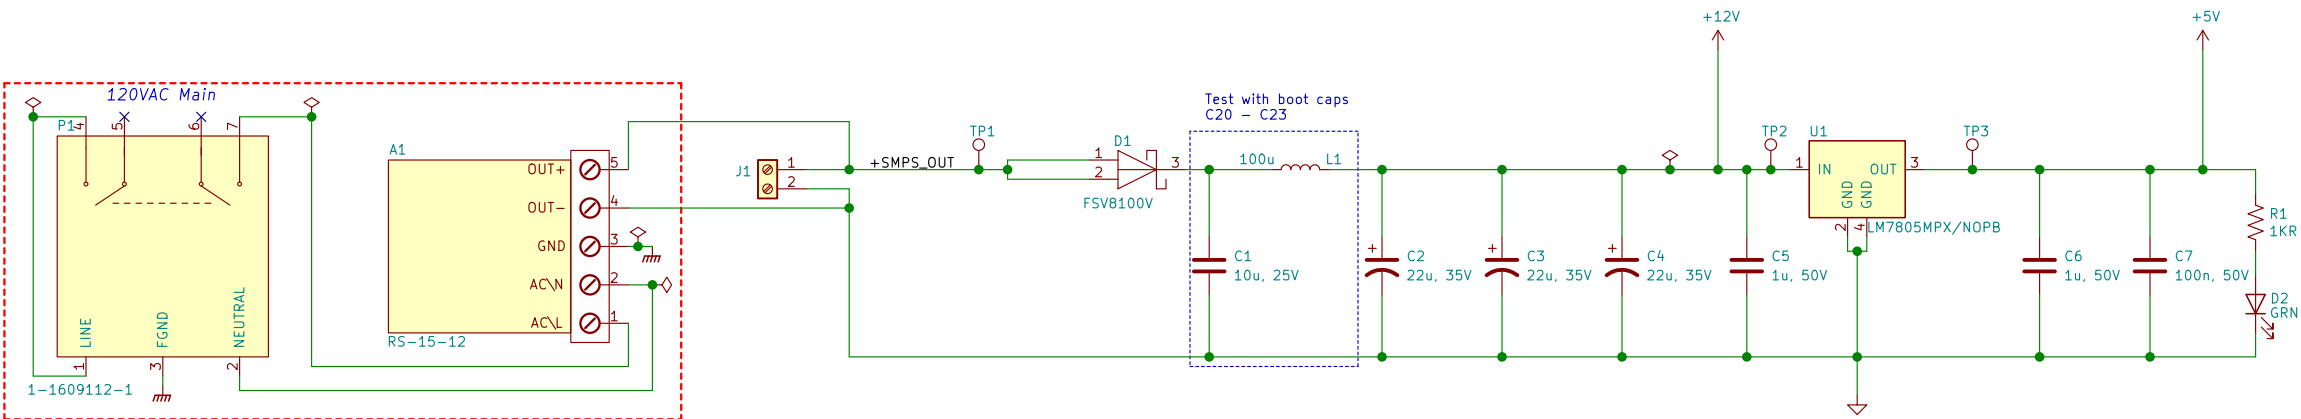 +12V
+5V
120VAC Main
Test with boot caps
C20 - C23
P1
4
5
6
7
A1
OUT+
5
OUT-
4
GND
3
AC\N
2
AC\L
1
RS-15-12
LINE
FGND
NEUTRAL
1
3
2
1-1609112-1
J1
1
2
+SMPS_OUT
TP1
D1
1
2
3
FSV8100V
100u
L1
C1
10u, 25V
C2
22u, 35V
C3
22u, 35V
C4
22u, 35V
C5
1u, 50V
TP2
U1
1
IN
OUT
3
GND
GND
2
4
LM7805MPX/NOPB
TP3
C6
1u, 50V
C7
100n, 50V
R1
1KR
D2
GRN